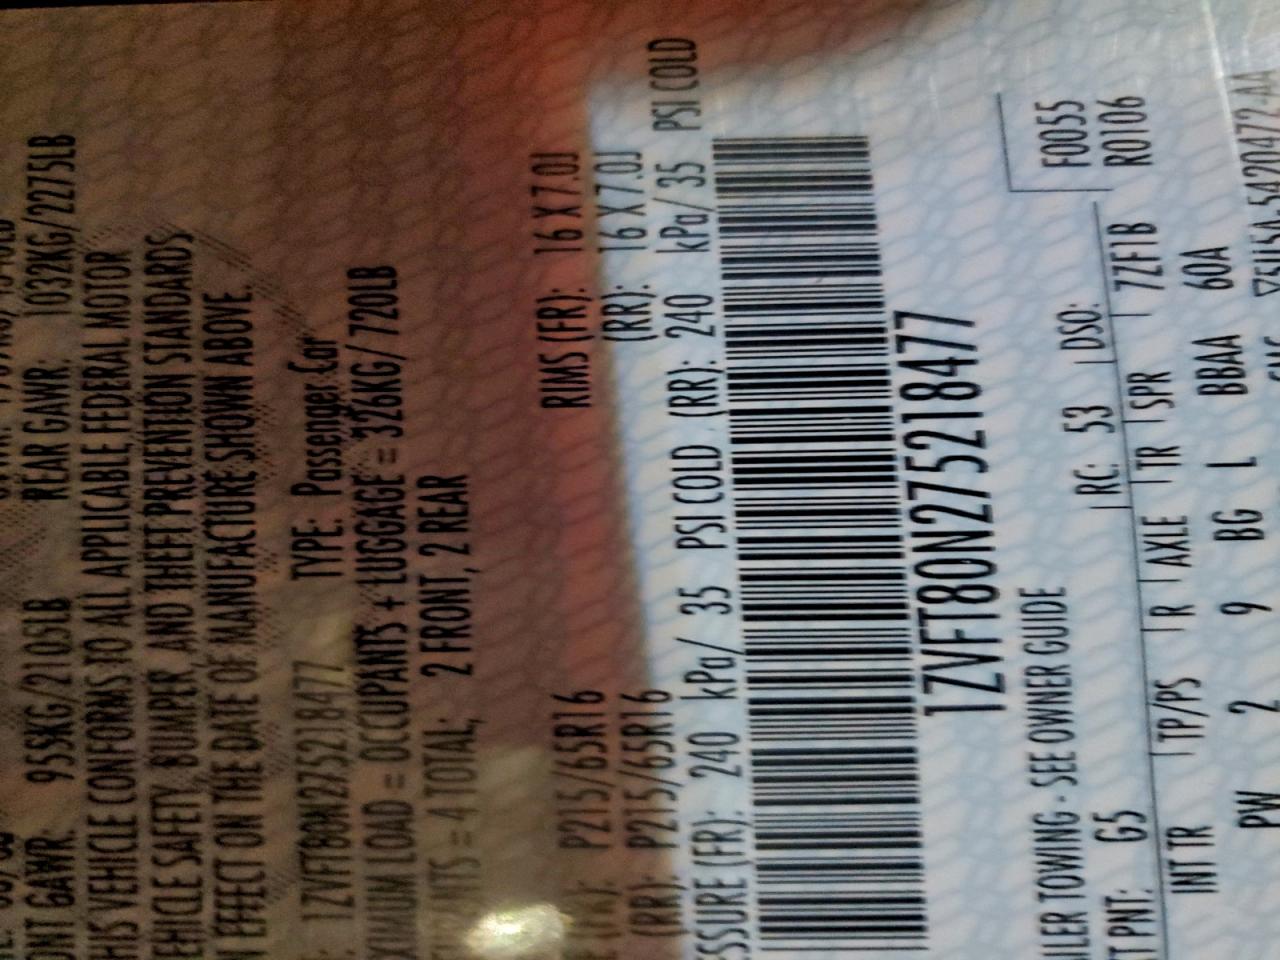 REAR GAWR: 1032KG/2275LB
GAWR: 955KG/2105LB
HIS VEHICLE CONFORMS TO ALL APPLICABLE FEDERAL MOTOR
EHICLE SAFETY, BUMPER, AND THEFT PREVENTION STANDARDS
N EFFECT ON THE DATE OF MANUFACTURE SHOWN ABOVE.
1ZVFT80N275218477 TYPE: Passenger Car
XIMUM LOAD = OCCUPANTS + LUGGAGE = 326KG/720LB
= 4 TOTAL; 2 FRONT, 2 REAR
P215/65R16 RIMS (FR): 16 X 7.0J
(RR): P215/65R16 (RR): 16 X 7.0J
ESSURE (FR): 240 kPa/ 35 PSI COLD (RR): 240 kPa/ 35 PSI COLD
1ZVFT80N275218477
F0055
R0106
AILER TOWING - SEE OWNER GUIDE
T PNT: G5 RC: 53 DSO:
INT TR TP/PS R AXLE TR SPR 7ZF1B
PW 2 9 BG L BBAA 60A